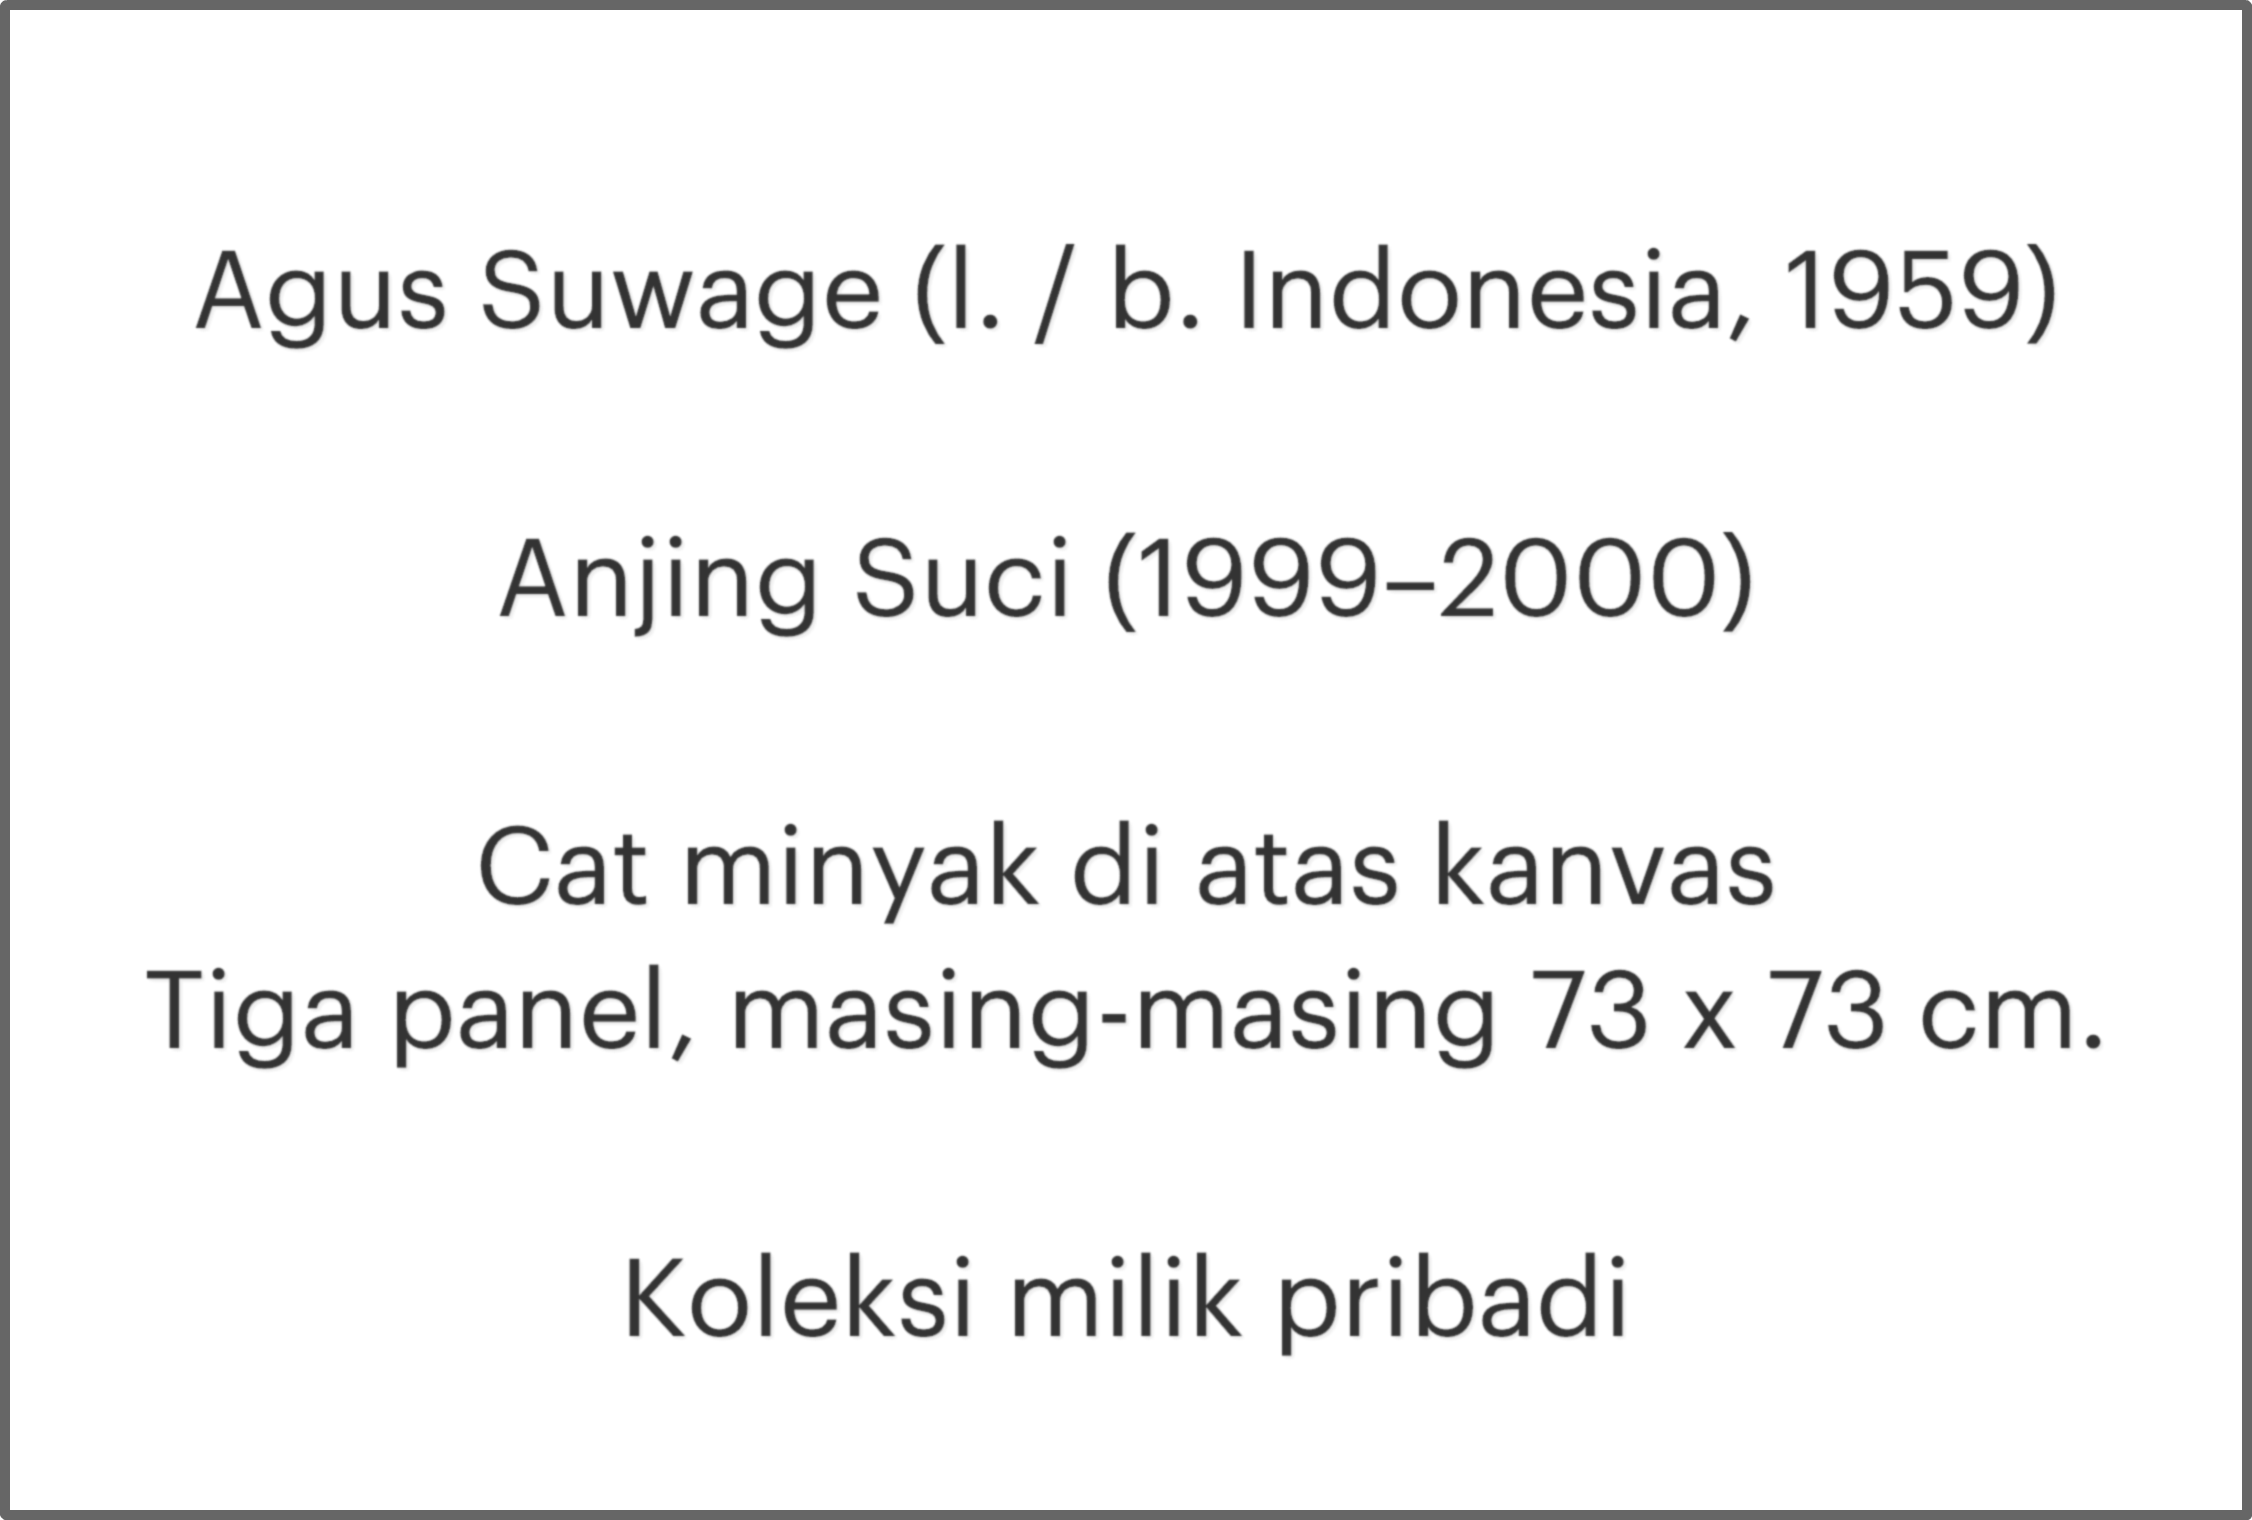 Agus Suwage (l. / b. Indonesia, 1959)
Anjing Suci (1999–2000)
Cat minyak di atas kanvas
Tiga panel, masing-masing 73 x 73 cm.
Koleksi milik pribadi